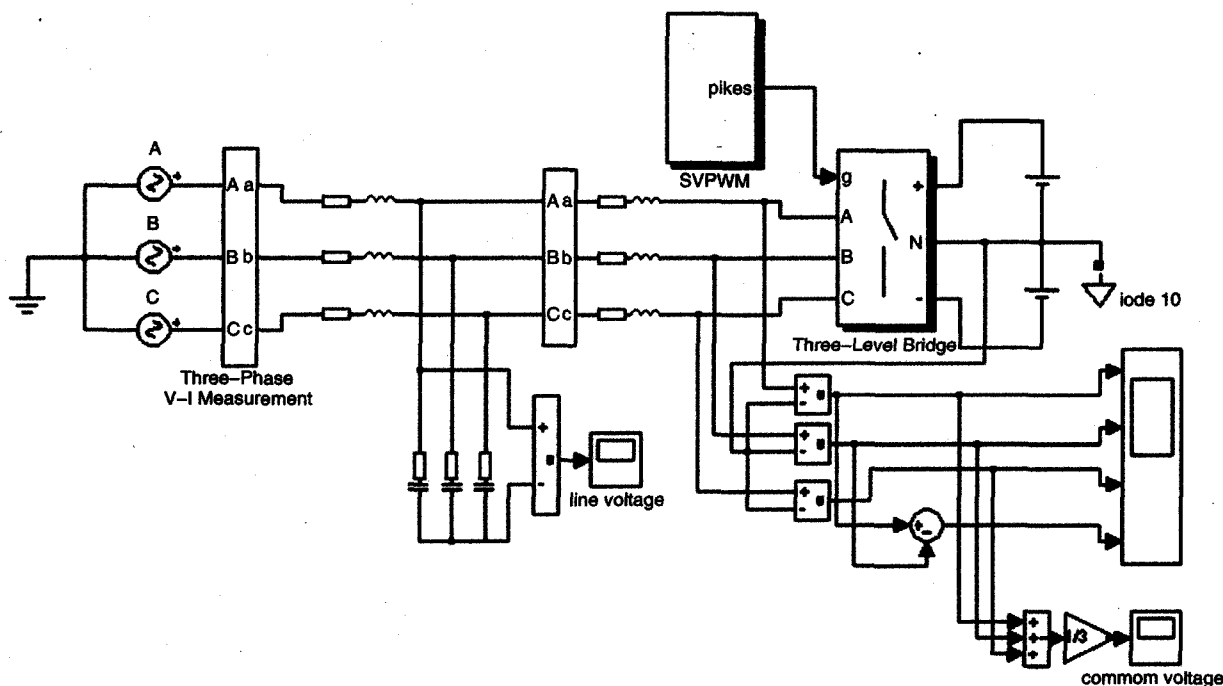 pikes
SVPWM
A
B
C
A a
B b
C c
Three-Phase
V-I Measurement
A a
B b
C c
g
A
B
C
+
N
-
Three-Level Bridge
iode 10
+
-
line voltage
+
-
+
-
+
-
+
-
+
+
+
1/3
commom voltage